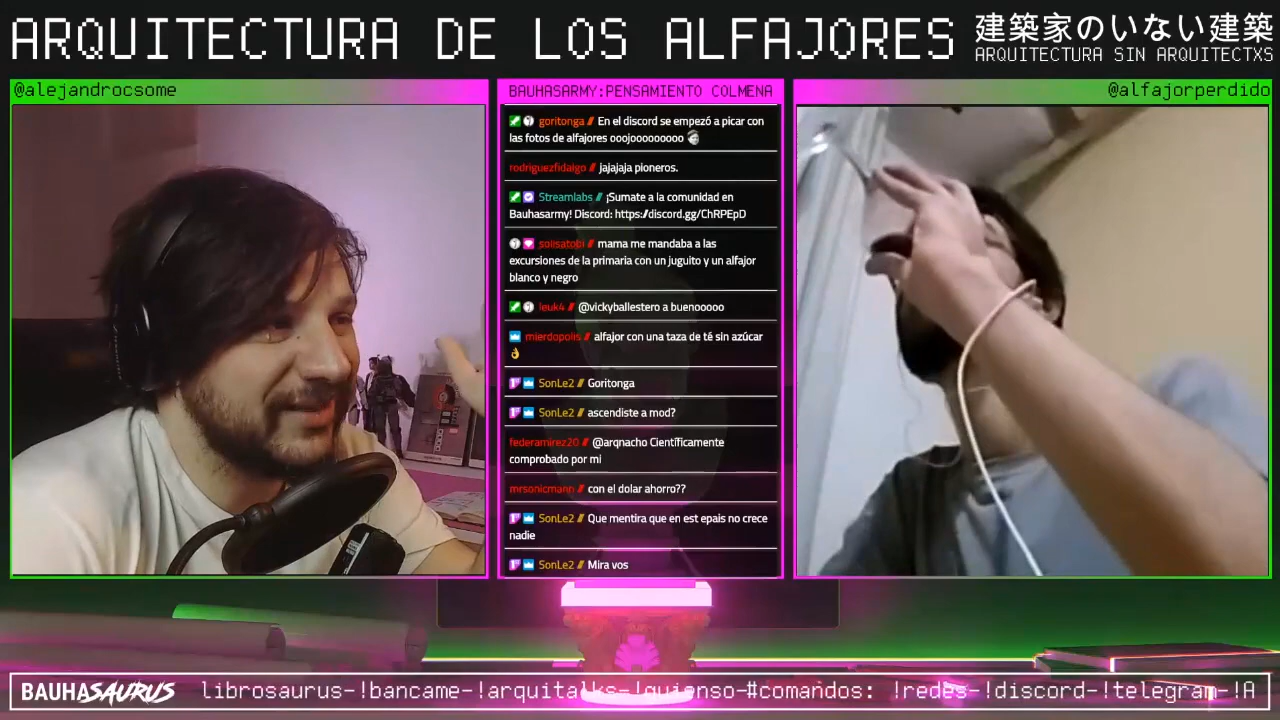 ARQUITECTURA DE LOS ALFAJORES
建築家のいない建築
ARQUITECTURA SIN ARQUITECTXS
@alejandrocsome
BAUHASARMY:PENSAMIENTO COLMENA
@alfajorperdido
goritonga // En el discord se empezó a picar con
las fotos de alfajores ooojooooooooo
rodriguezfidalgo // jajajaja pioneros.
Streamlabs // ¡Sumate a la comunidad en
Bauhasarmy! Discord: https://discord.gg/ChRPEpD
solisatobi // mama me mandaba a las
excursiones de la primaria con un juguito y un alfajor
blanco y negro
leuk4 // @vickyballestero a buenooooo
mierdopolis // alfajor con una taza de té sin azúcar
👌
SonLe2 // Goritonga
SonLe2 // ascendiste a mod?
federamirez20 // @arqnacho Científicamente
comprobado por mi
mrsonicmann // con el dolar ahorro??
SonLe2 // Que mentira que en est epais no crece
nadie
SonLe2 // Mira vos
BAUHASAURUS
librosaurus-!bancame-!arquitalks-!quienso-#comandos: !redes-!discord-!telegram-!A